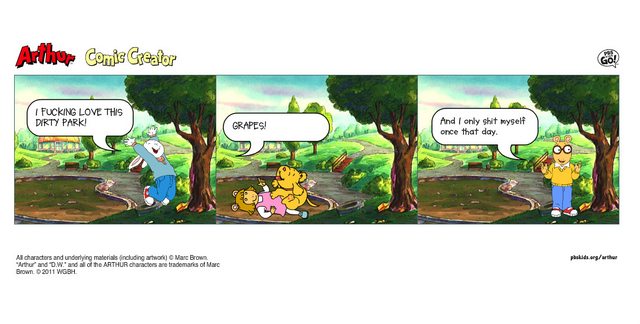 Arthur Comic Creator
PBS KIDS GO!
I FUCKING LOVE THIS
DIRTY PARK!
GRAPES!
And I only shit myself
once that day.
All characters and underlying materials (including artwork) © Marc Brown.
"Arthur" and "D.W." and all of the ARTHUR characters are trademarks of Marc
Brown. © 2011 WGBH.
pbskids.org/arthur